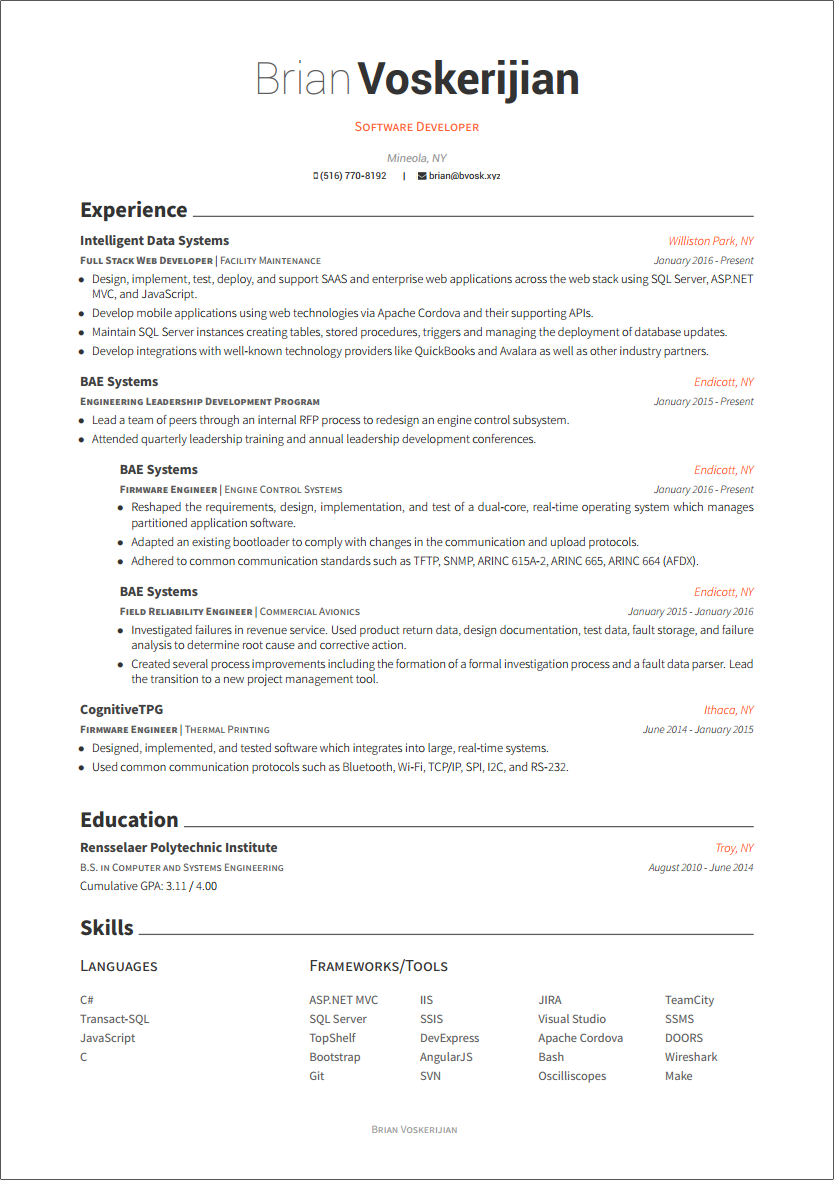 Brian Voskerijian
Software Developer
Mineola, NY
(516) 770-8192 | brian@bvosk.xyz
Experience
Intelligent Data Systems Williston Park, NY
Full Stack Web Developer | Facility Maintenance January 2016 - Present
• Design, implement, test, deploy, and support SAAS and enterprise web applications across the web stack using SQL Server, ASP.NET
MVC, and JavaScript.
• Develop mobile applications using web technologies via Apache Cordova and their supporting APIs.
• Maintain SQL Server instances creating tables, stored procedures, triggers and managing the deployment of database updates.
• Develop integrations with well-known technology providers like QuickBooks and Avalara as well as other industry partners.
BAE Systems Endicott, NY
Engineering Leadership Development Program January 2015 - Present
• Lead a team of peers through an internal RFP process to redesign an engine control subsystem.
• Attended quarterly leadership training and annual leadership development conferences.
BAE Systems Endicott, NY
Firmware Engineer | Engine Control Systems January 2016 - Present
• Reshaped the requirements, design, implementation, and test of a dual-core, real-time operating system which manages
partitioned application software.
• Adapted an existing bootloader to comply with changes in the communication and upload protocols.
• Adhered to common communication standards such as TFTP, SNMP, ARINC 615A-2, ARINC 665, ARINC 664 (AFDX).
BAE Systems Endicott, NY
Field Reliability Engineer | Commercial Avionics January 2015 - January 2016
• Investigated failures in revenue service. Used product return data, design documentation, test data, fault storage, and failure
analysis to determine root cause and corrective action.
• Created several process improvements including the formation of a formal investigation process and a fault data parser. Lead
the transition to a new project management tool.
CognitiveTPG Ithaca, NY
Firmware Engineer | Thermal Printing June 2014 - January 2015
• Designed, implemented, and tested software which integrates into large, real-time systems.
• Used common communication protocols such as Bluetooth, Wi-Fi, TCP/IP, SPI, I2C, and RS-232.
Education
Rensselaer Polytechnic Institute Troy, NY
B.S. in Computer and Systems Engineering August 2010 - June 2014
Cumulative GPA: 3.11 / 4.00
Skills
Languages Frameworks/Tools
C# ASP.NET MVC IIS JIRA TeamCity
Transact-SQL SQL Server SSIS Visual Studio SSMS
JavaScript TopShelf DevExpress Apache Cordova DOORS
C Bootstrap AngularJS Bash Wireshark
Git SVN Oscilliscopes Make
Brian Voskerijian